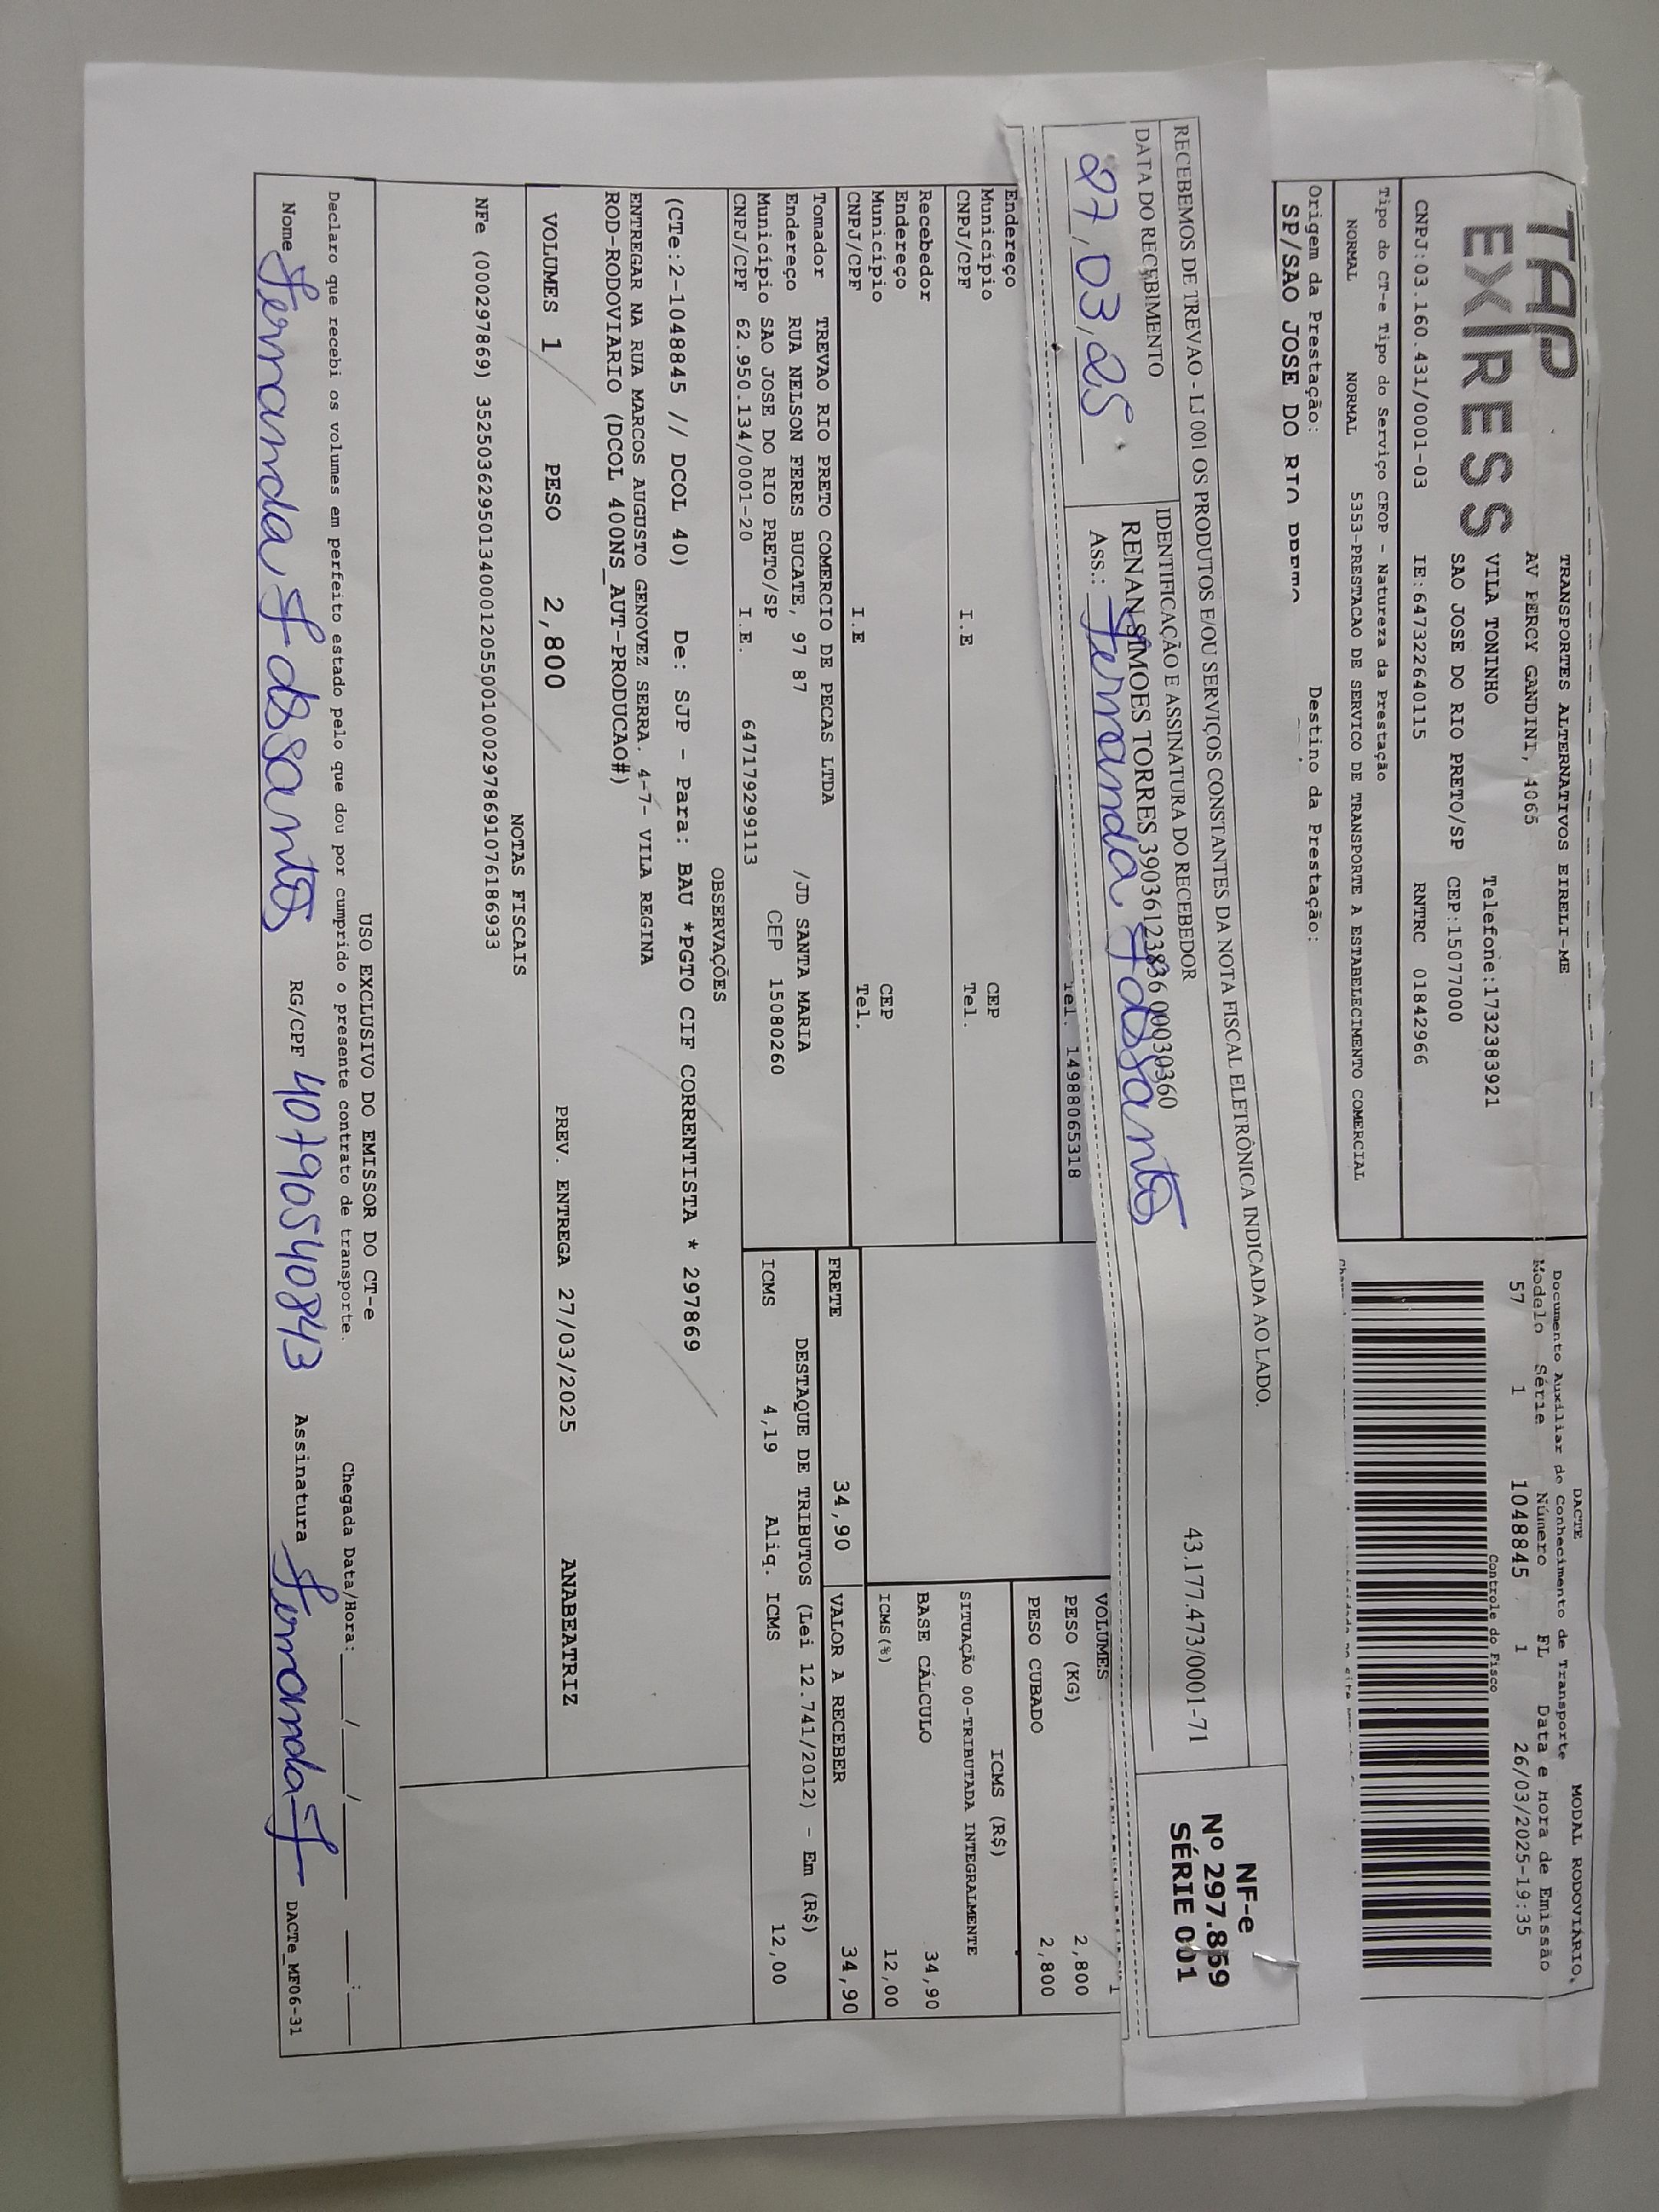 TAP
EXPRESS
TRANSPORTES ALTERNATIVOS EIRELI-ME
AV PERCY GANDINI, 4065
VILA TONINHO Telefone:1732383921
SAO JOSE DO RIO PRETO/SP CEP:15077000
CNPJ:03.160.431/0001-03 IE:647322640115 RNTRC 01842966
Tipo do CT-e Tipo do Serviço CFOP - Natureza da Prestação
NORMAL NORMAL 5353-PRESTACAO DE SERVICO DE TRANSPORTE A ESTABELECIMENTO COMERCIAL
Origem da Prestação: Destino da Prestação:
SP/SAO JOSE DO RIO PRETO
DACTE MODAL RODOVIÁRIO
Documento Auxiliar do Conhecimento de Transporte
Modelo Série Número FL Data e Hora de Emissão
57 1 1048845 1 26/03/2025-19:35
Controle do Fisco
RECEBEMOS DE TREVAO - LJ 001 OS PRODUTOS E/OU SERVIÇOS CONSTANTES DA NOTA FISCAL ELETRÔNICA INDICADA AO LADO.
DATA DO RECEBIMENTO IDENTIFICAÇÃO E ASSINATURA DO RECEBEDOR
RENAN SIMOES TORRES 39036123836 00030360 43.177.473/0001-71
27,03,25 Ass.: Fernanda F dos Santos
NF-e
Nº 297.869
SÉRIE 001
Tel. 14988065318
Endereço
Município CEP
CNPJ/CPF I.E Tel.
Recebedor
Endereço
Município CEP
CNPJ/CPF I.E Tel.
VOLUMES 1
PESO (KG) 2,800
PESO CUBADO 2,800
ICMS (R$)
SITUAÇÃO 00-TRIBUTADA INTEGRALMENTE
BASE CÁLCULO 34,90
ICMS(%) 12,00
Tomador TREVAO RIO PRETO COMERCIO DE PECAS LTDA
Endereço RUA NELSON FERES BUCATE, 97 87 /JD SANTA MARIA
Município SAO JOSE DO RIO PRETO/SP CEP 15080260
CNPJ/CPF 62.950.134/0001-20 I.E. 647179299113
FRETE 34,90 VALOR A RECEBER 34,90
DESTAQUE DE TRIBUTOS (Lei 12.741/2012) - Em (R$)
ICMS 4,19 Aliq. ICMS 12,00
OBSERVAÇÕES
(CTe:2-1048845 // DCOL 40) De: SJP - Para: BAU *PGTO CIF CORRENTISTA * 297869
ENTREGAR NA RUA MARCOS AUGUSTO GENOVEZ SERRA. 4-7- VILA REGINA
ROD-RODOVIARIO (DCOL 400NS_AUT-PRODUCAO#)
VOLUMES 1 PESO 2,800 PREV. ENTREGA 27/03/2025 ANABEATRIZ
NOTAS FISCAIS
NFe (000297869) 35250362950134000120550010002978691076186933
USO EXCLUSIVO DO EMISSOR DO CT-e
Declaro que recebi os volumes em perfeito estado pelo que dou por cumprido o presente contrato de transporte. Chegada Data/Hora:____/____/______ ___:___
Nome Fernanda F dos Santos RG/CPF 40790540843 Assinatura Fernanda F DACTe_MF06-31